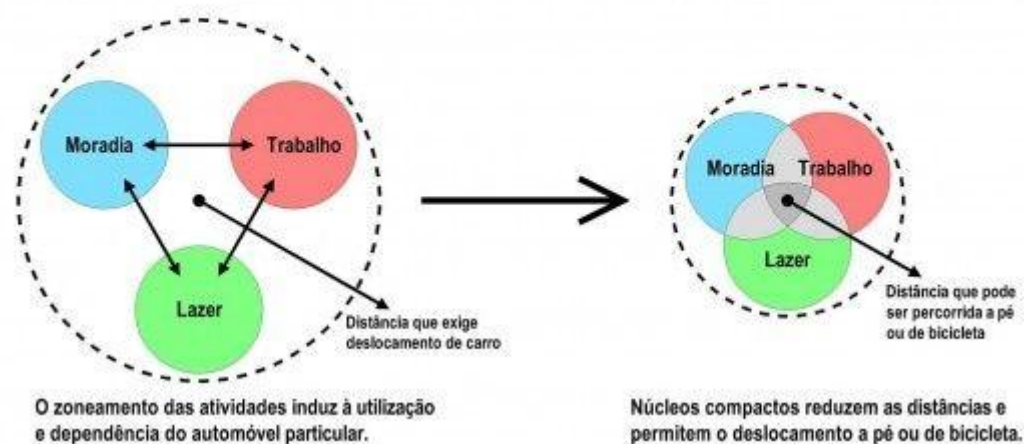 Moradia
Trabalho
Lazer
Distância que exige
deslocamento de carro
O zoneamento das atividades induz à utilização
e dependência do automóvel particular.
Moradia
Trabalho
Lazer
Distância que pode
ser percorrida a pé
ou de bicicleta
Núcleos compactos reduzem as distâncias e
permitem o deslocamento a pé ou de bicicleta.